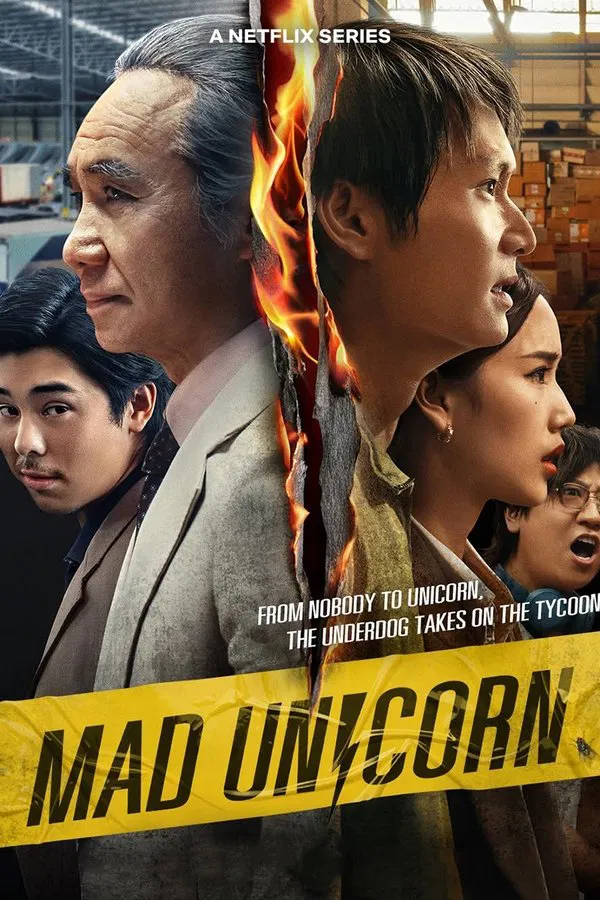 A NETFLIX SERIES
FROM NOBODY TO UNICORN,
THE UNDERDOG TAKES ON THE TYCOON
MAD UNICORN